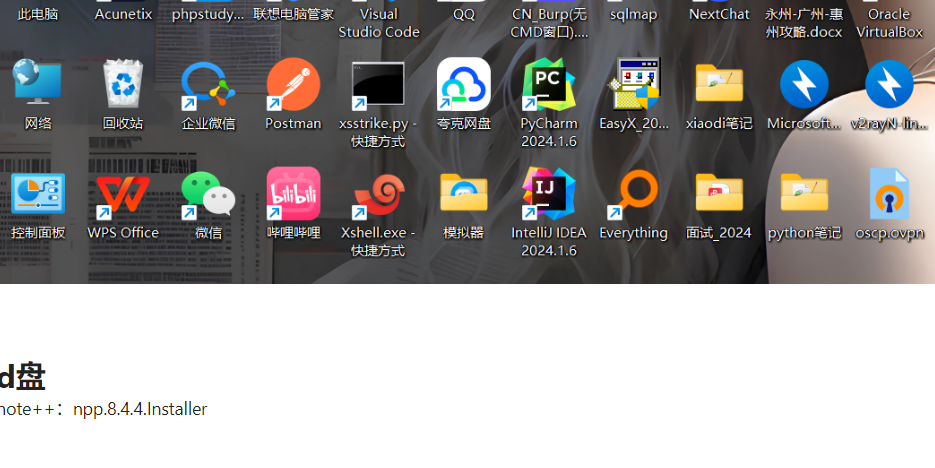 此电脑
Acunetix
phpstudy...
联想电脑管家
Visual
Studio Code
QQ
CN_Burp(无
CMD窗口)....
sqlmap
NextChat
永州-广州-惠
州攻略.docx
Oracle
VirtualBox
网络
回收站
企业微信
Postman
xsstrike.py -
快捷方式
夸克网盘
PC
PyCharm
2024.1.6
EasyX_20...
xiaodi笔记
Microsoft...
v2rayN-lin...
控制面板
WPS Office
微信
bilibili
哔哩哔哩
Xshell.exe -
快捷方式
模拟器
IJ
IntelliJ IDEA
2024.1.6
Everything
面试_2024
python笔记
oscp.ovpn
d盘
note++：npp.8.4.4.Installer